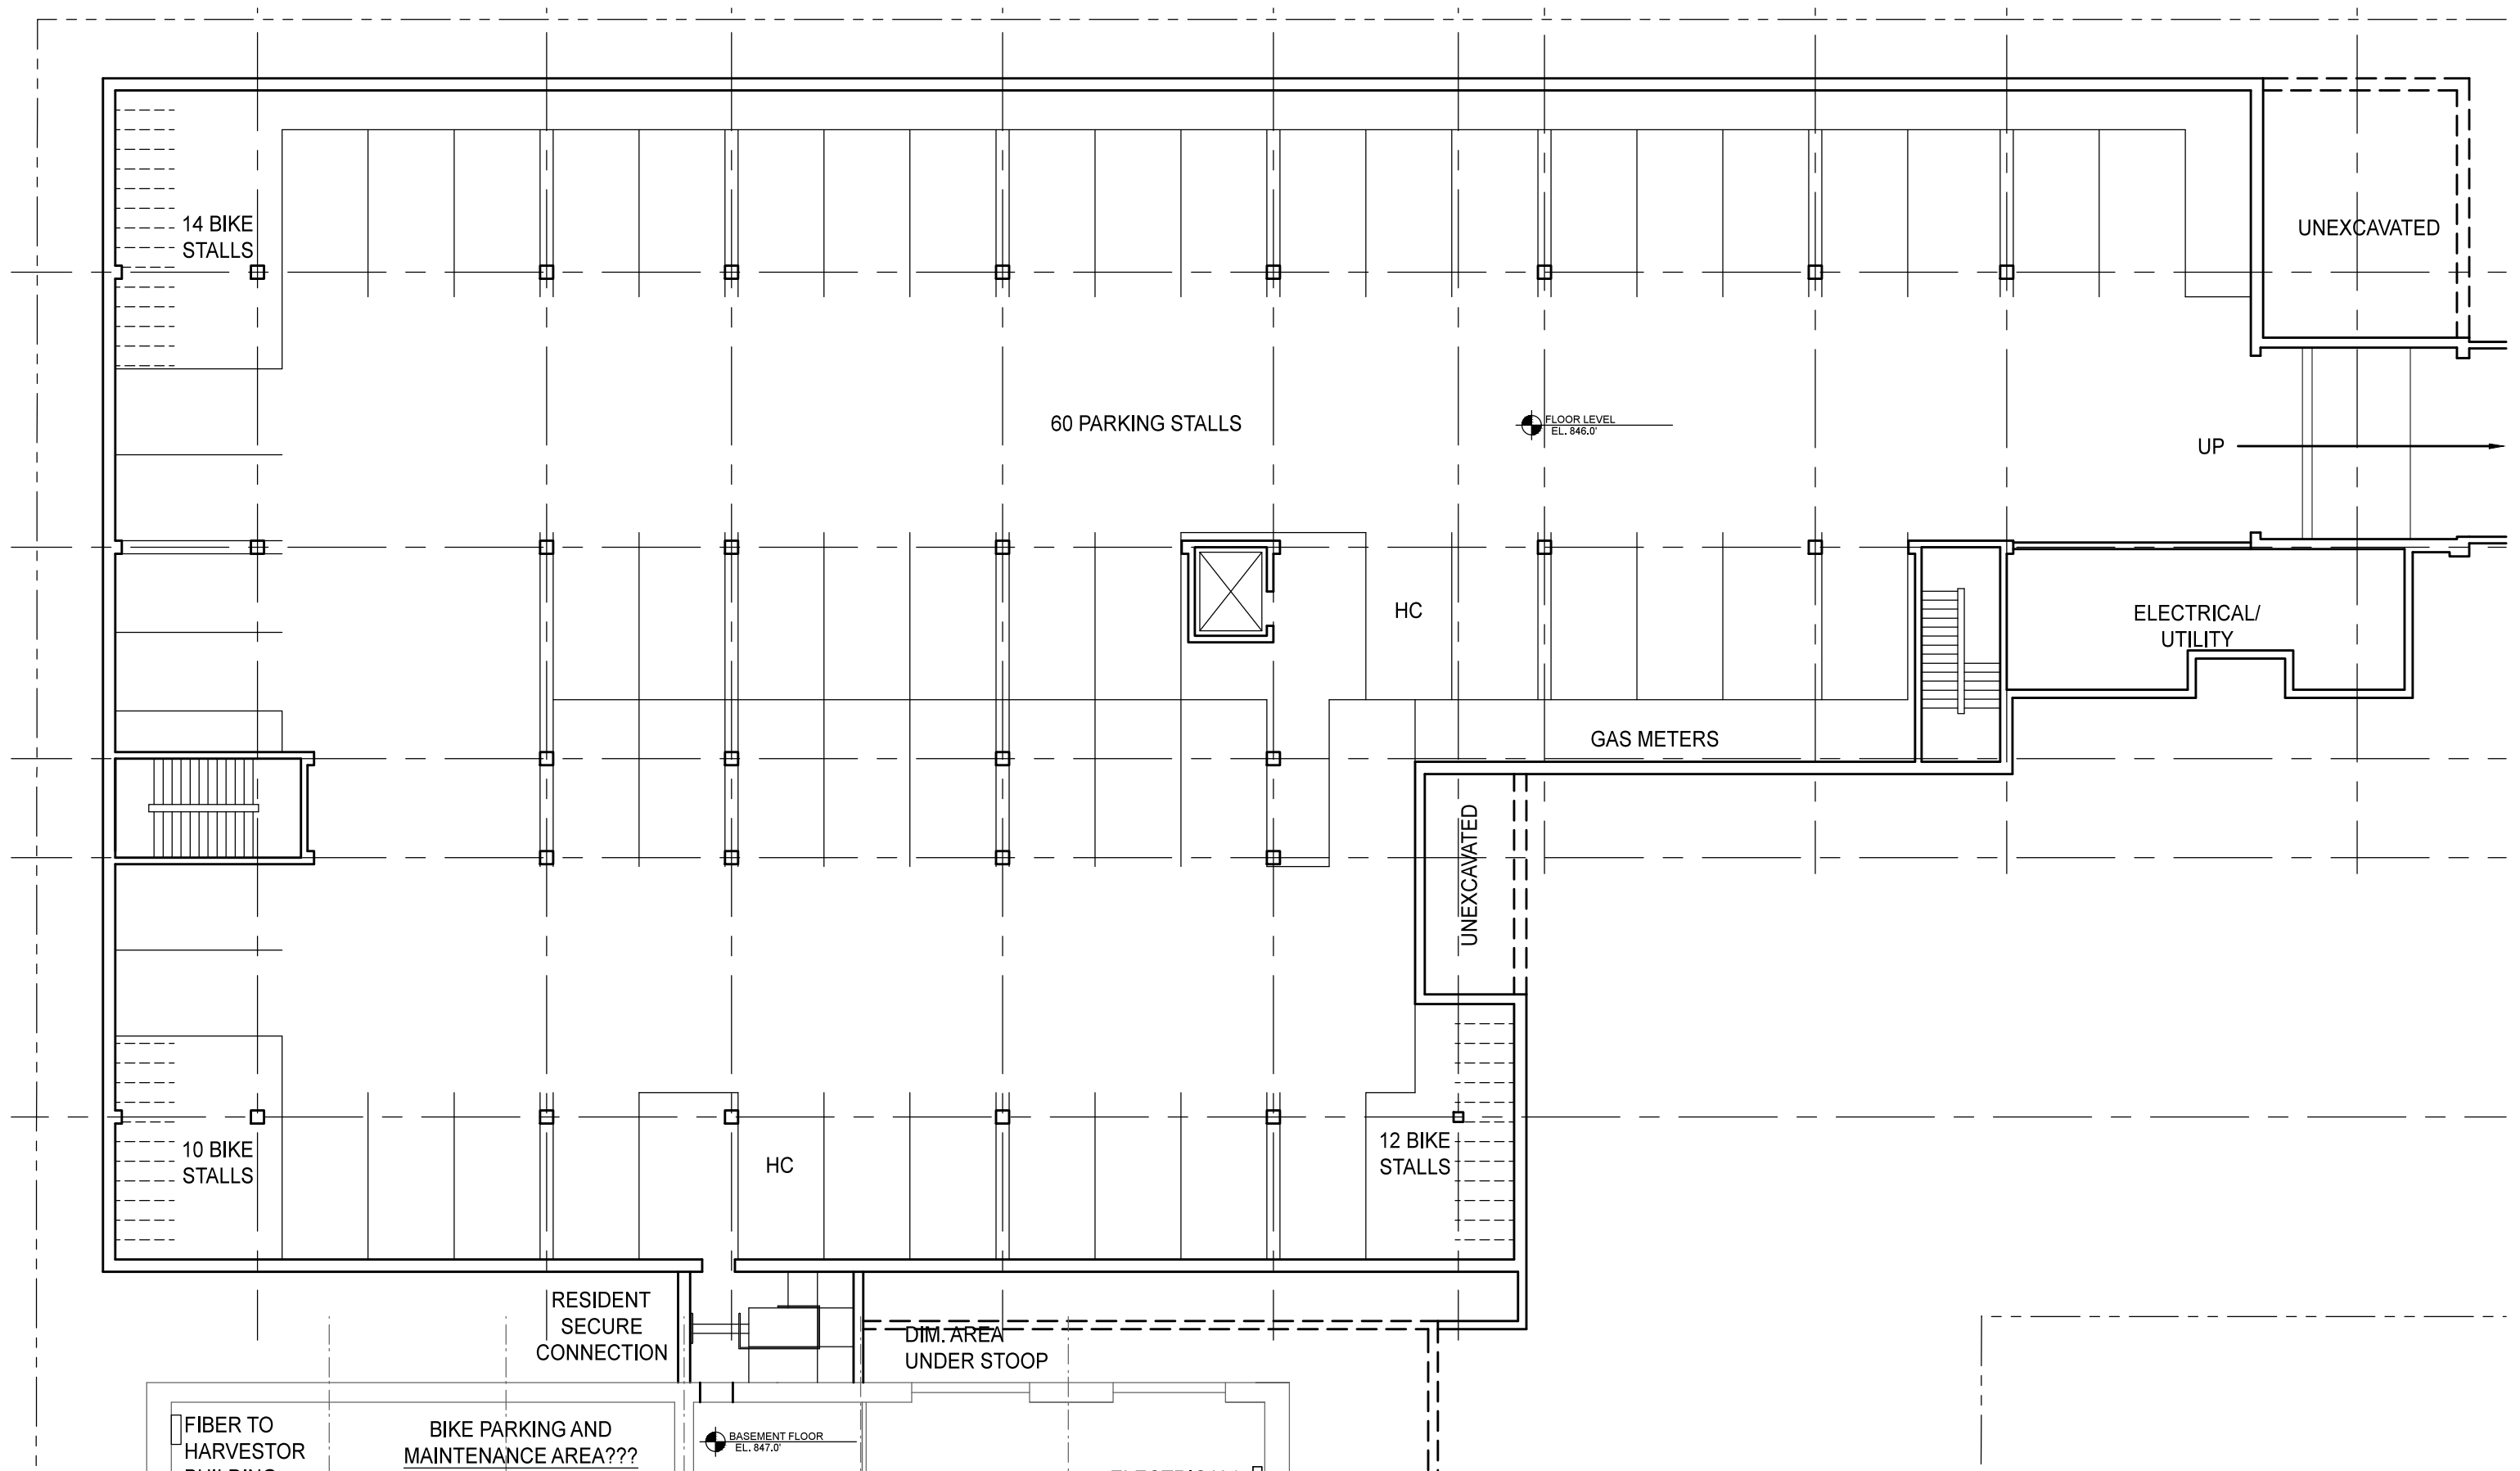 14 BIKE
STALLS
UNEXCAVATED
60 PARKING STALLS
FLOOR LEVEL
EL. 846.0'
UP
HC
ELECTRICAL/
UTILITY
GAS METERS
UNEXCAVATED
10 BIKE
STALLS
HC
12 BIKE
STALLS
RESIDENT
SECURE
CONNECTION
DIM. AREA
UNDER STOOP
FIBER TO
HARVESTOR
BIKE PARKING AND
MAINTENANCE AREA???
BASEMENT FLOOR
EL. 847.0'